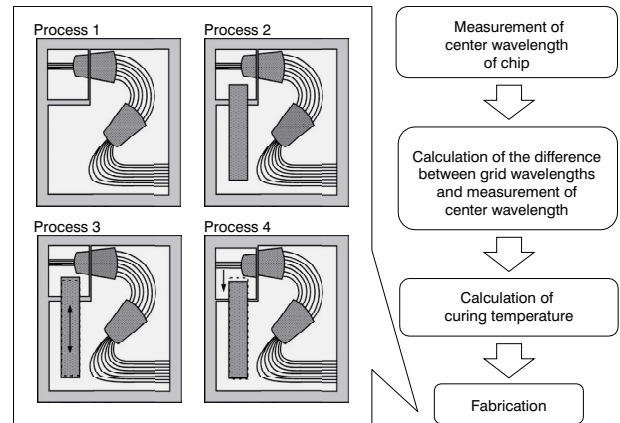 Process 1
Process 2
Process 3
Process 4
Measurement of
center wavelength
of chip
Calculation of the difference
between grid wavelengths
and measurement of
center wavelength
Calculation of
curing temperature
Fabrication